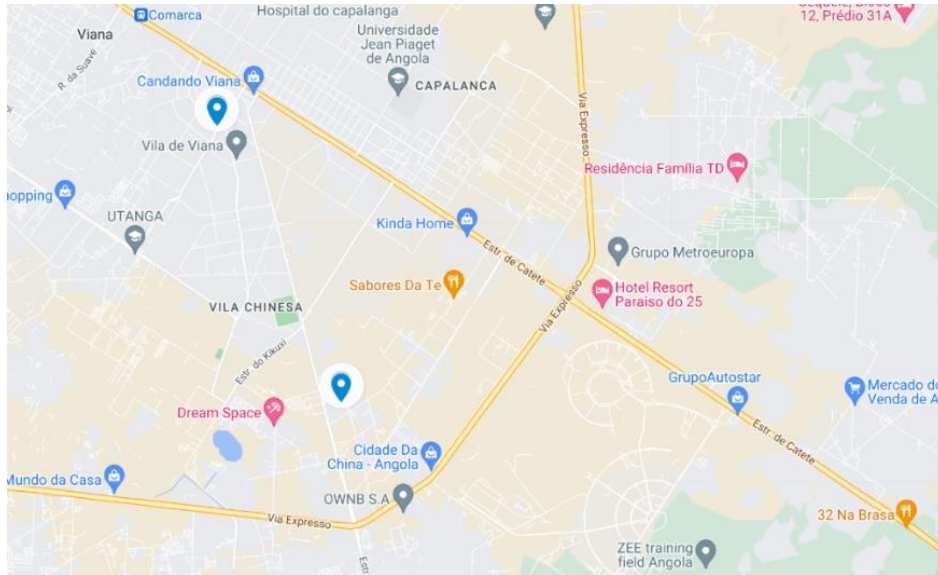 Comarca
Viana
R. da Suave
Hospital do capalanga
Universidade
Jean Piaget
de Angola
CAPALANCA
12, Prédio 31A
Candando Viana
Vila de Viana
Via Expresso
Residência Família TD
hopping
UTANGA
Kinda Home
Estr. de Catete
Grupo Metroeuropa
Sabores Da Te
Hotel Resort
Paraiso do 25
Via Expresso
VILA CHINESA
Estr. do Kikuxi
GrupoAutostar
Mercado do
Venda de A
Dream Space
Estr. de Catete
Cidade Da
China - Angola
Mundo da Casa
OWNB S.A
Via Expresso
32 Na Brasa
Estr
ZEE training
field Angola